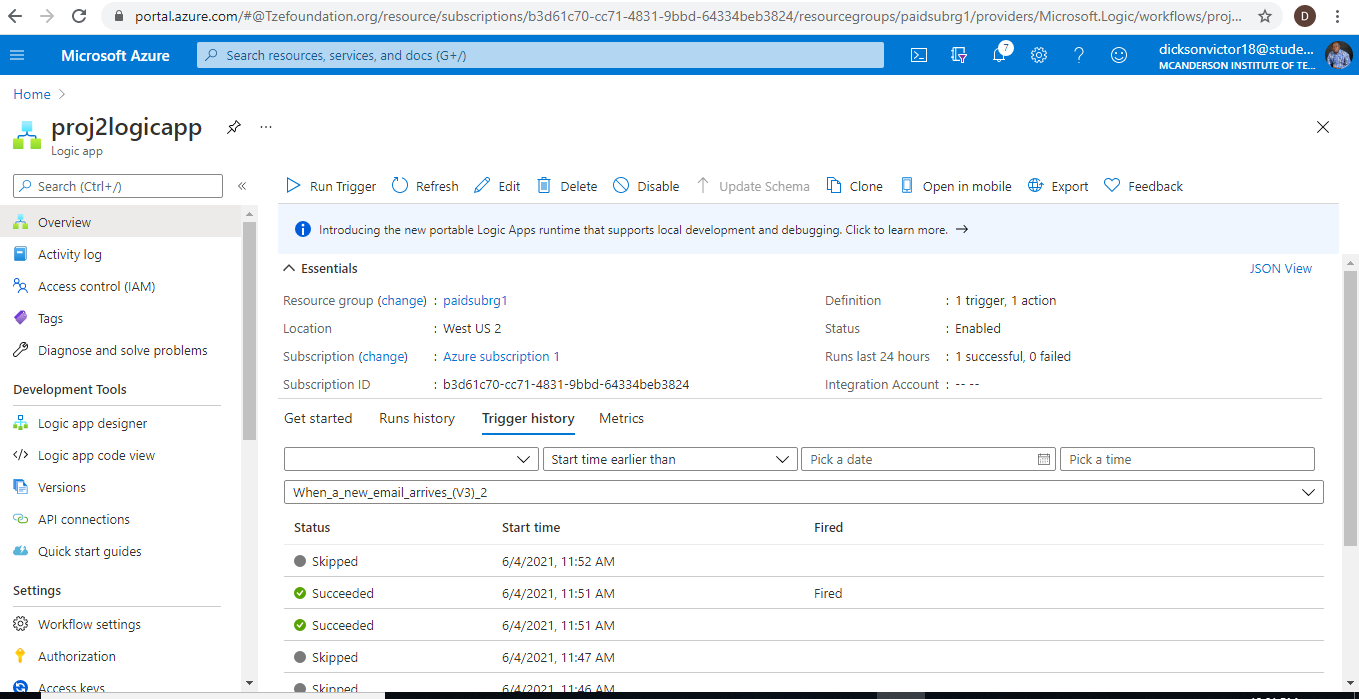 portal.azure.com/#@Tzefoundation.org/resource/subscriptions/b3d61c70-cc71-4831-9bbd-64334beb3824/resourcegroups/paidsubrg1/providers/Microsoft.Logic/workflows/proj...
D
Microsoft Azure
Search resources, services, and docs (G+/)
7
dicksonvictor18@stude...
MCANDERSON INSTITUTE OF TE...
Home
proj2logicapp
Logic app
Search (Ctrl+/)
«
Run Trigger Refresh Edit Delete Disable Update Schema Clone Open in mobile Export Feedback
Overview
Activity log
Access control (IAM)
Tags
Diagnose and solve problems
Development Tools
Logic app designer
Logic app code view
Versions
API connections
Quick start guides
Settings
Workflow settings
Authorization
Access keys
Introducing the new portable Logic Apps runtime that supports local development and debugging. Click to learn more. →
Essentials
JSON View
Resource group (change) : paidsubrg1
Location : West US 2
Subscription (change) : Azure subscription 1
Subscription ID : b3d61c70-cc71-4831-9bbd-64334beb3824
Definition : 1 trigger, 1 action
Status : Enabled
Runs last 24 hours : 1 successful, 0 failed
Integration Account : -- --
Get started Runs history Trigger history Metrics
Start time earlier than Pick a date Pick a time
When_a_new_email_arrives_(V3)_2
Status Start time Fired
Skipped 6/4/2021, 11:52 AM
Succeeded 6/4/2021, 11:51 AM Fired
Succeeded 6/4/2021, 11:51 AM
Skipped 6/4/2021, 11:47 AM
Skipped 6/4/2021, 11:46 AM